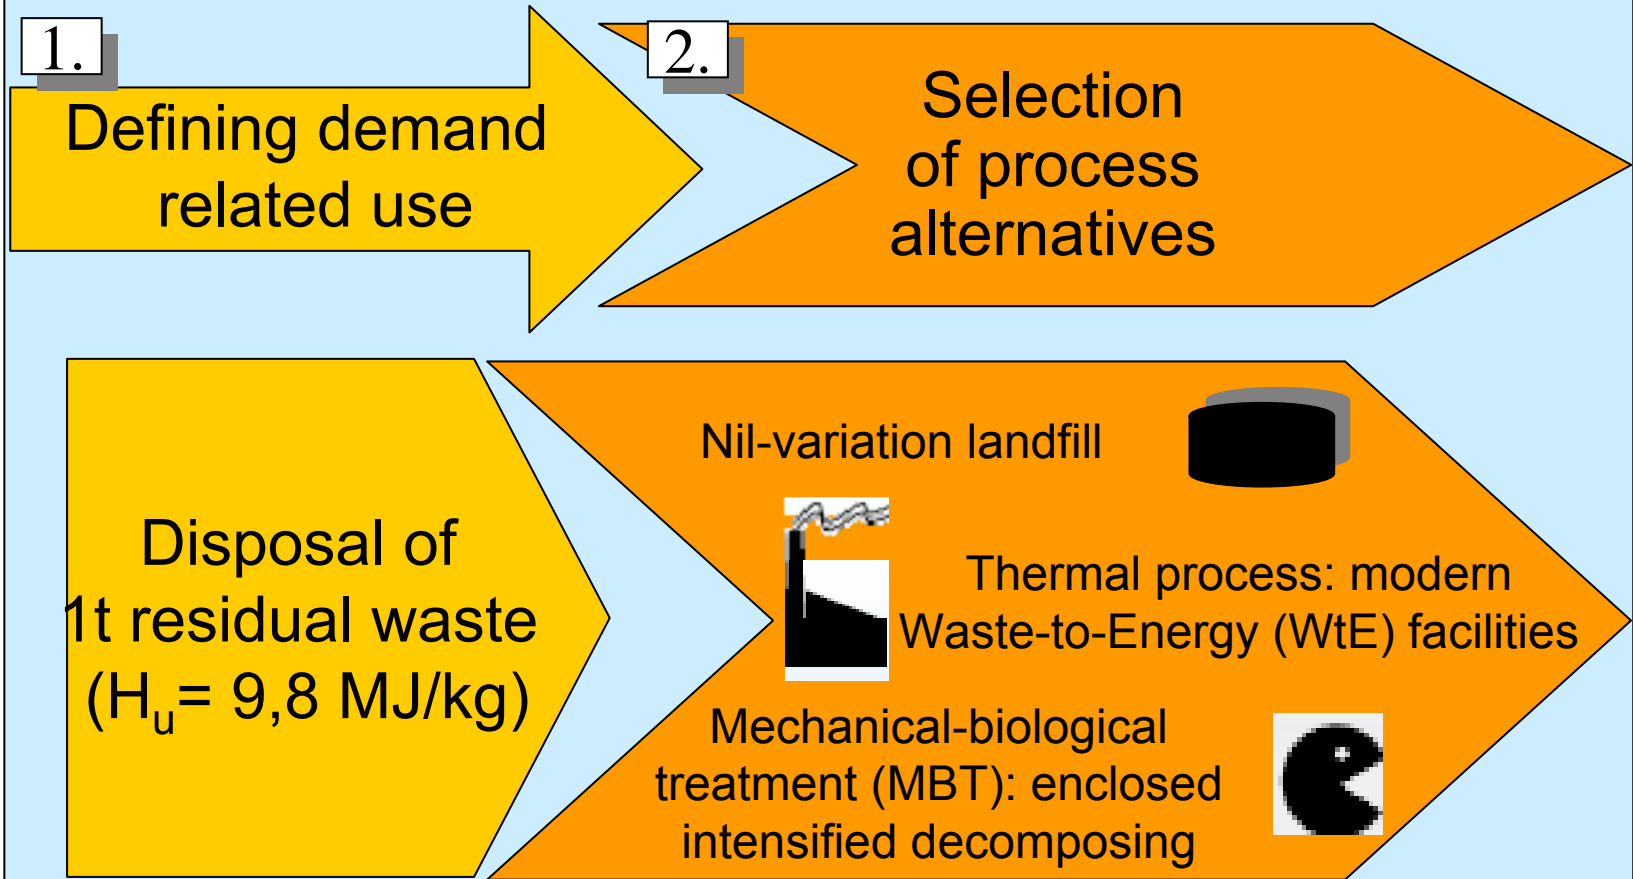 1.
Defining demand
related use
2.
Selection
of process
alternatives
Disposal of
1t residual waste
(Hu= 9,8 MJ/kg)
Nil-variation landfill
Thermal process: modern
Waste-to-Energy (WtE) facilities
Mechanical-biological
treatment (MBT): enclosed
intensified decomposing